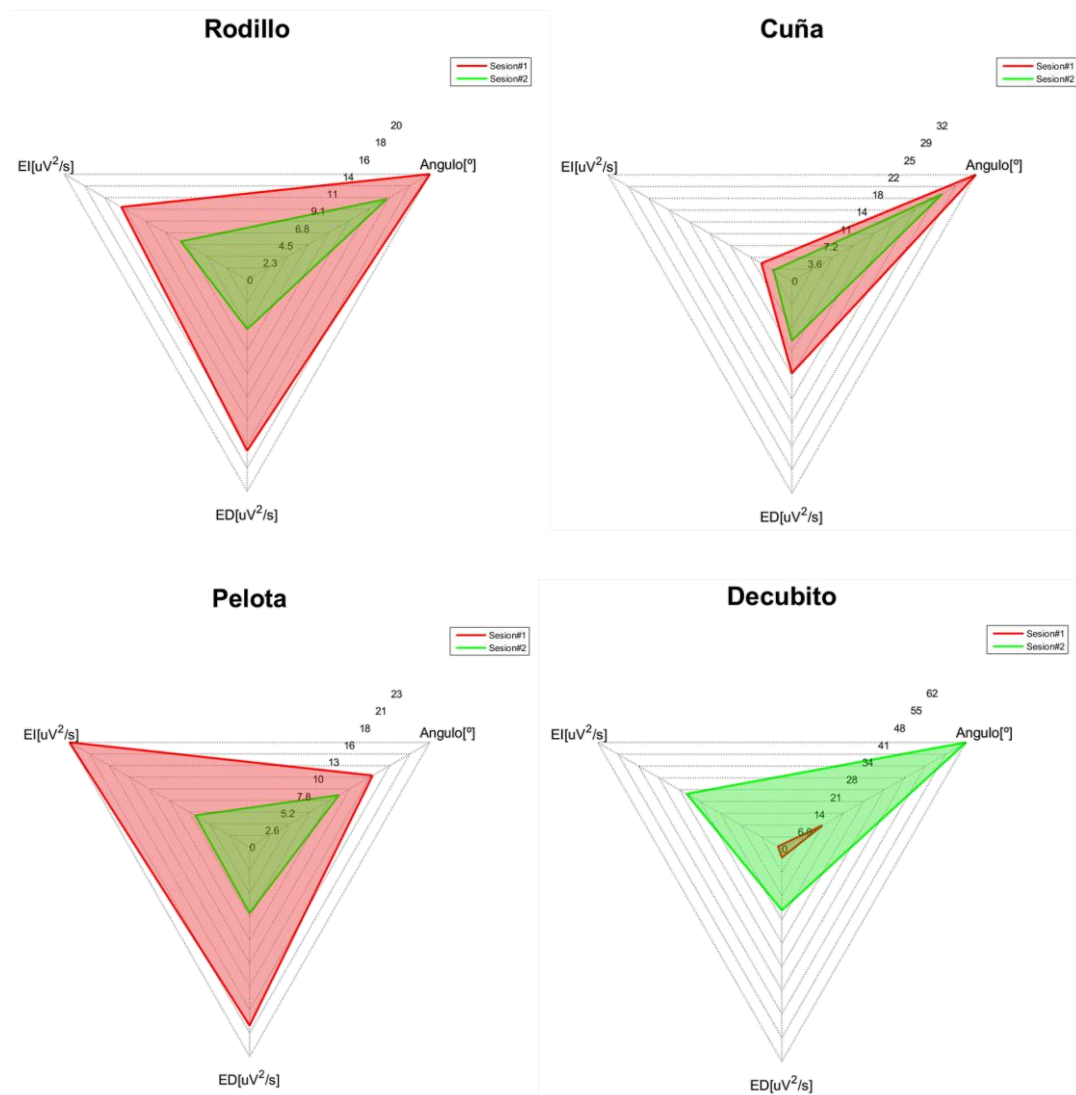 Rodillo
Sesion#1
Sesion#2
20
18
16
14
11
9.1
6.8
4.5
2.3
0
EI[uV²/s]
Angulo[º]
ED[uV²/s]
Cuña
Sesion#1
Sesion#2
32
29
25
22
18
14
11
7.2
3.6
0
EI[uV²/s]
Angulo[º]
ED[uV²/s]
Pelota
Sesion#1
Sesion#2
23
21
18
16
13
10
7.8
5.2
2.6
0
EI[uV²/s]
Angulo[º]
ED[uV²/s]
Decubito
Sesion#1
Sesion#2
62
55
48
41
34
28
21
14
6.9
0
EI[uV²/s]
Angulo[º]
ED[uV²/s]